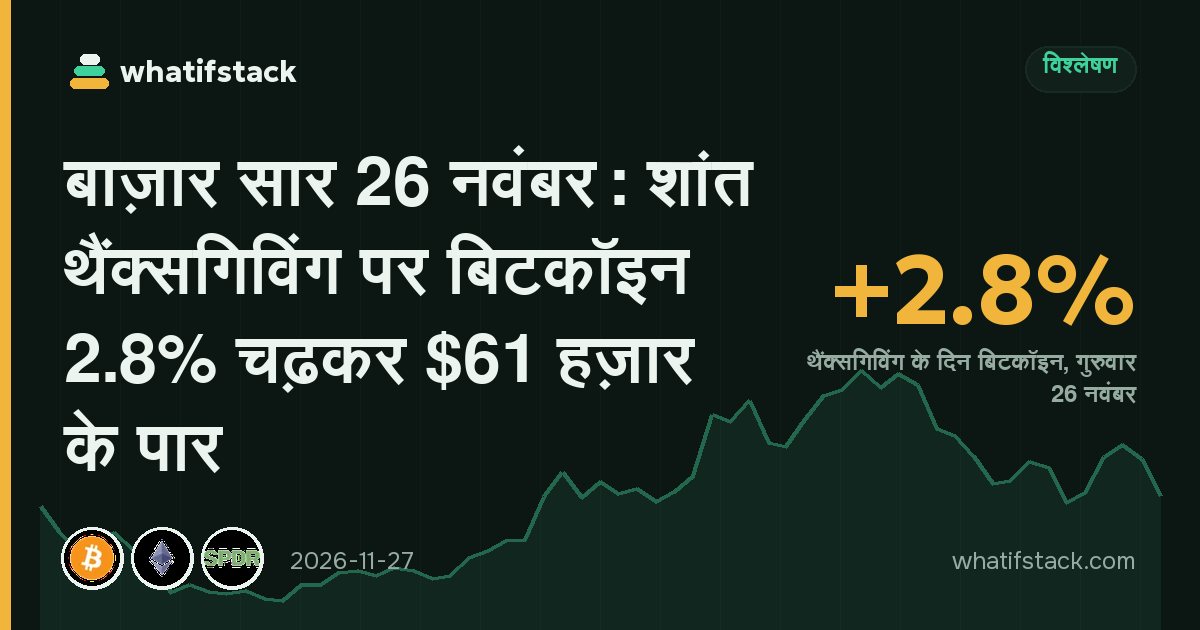 whatifstack
विश्लेषण
बाज़ार सार 26 नवंबर : शांत
थैंक्सगिविंग पर बिटकॉइन
2.8% चढ़कर $61 हज़ार
के पार
+2.8%
थैंक्सगिविंग के दिन बिटकॉइन, गुरुवार
26 नवंबर
SPDR
2026-11-27
whatifstack.com